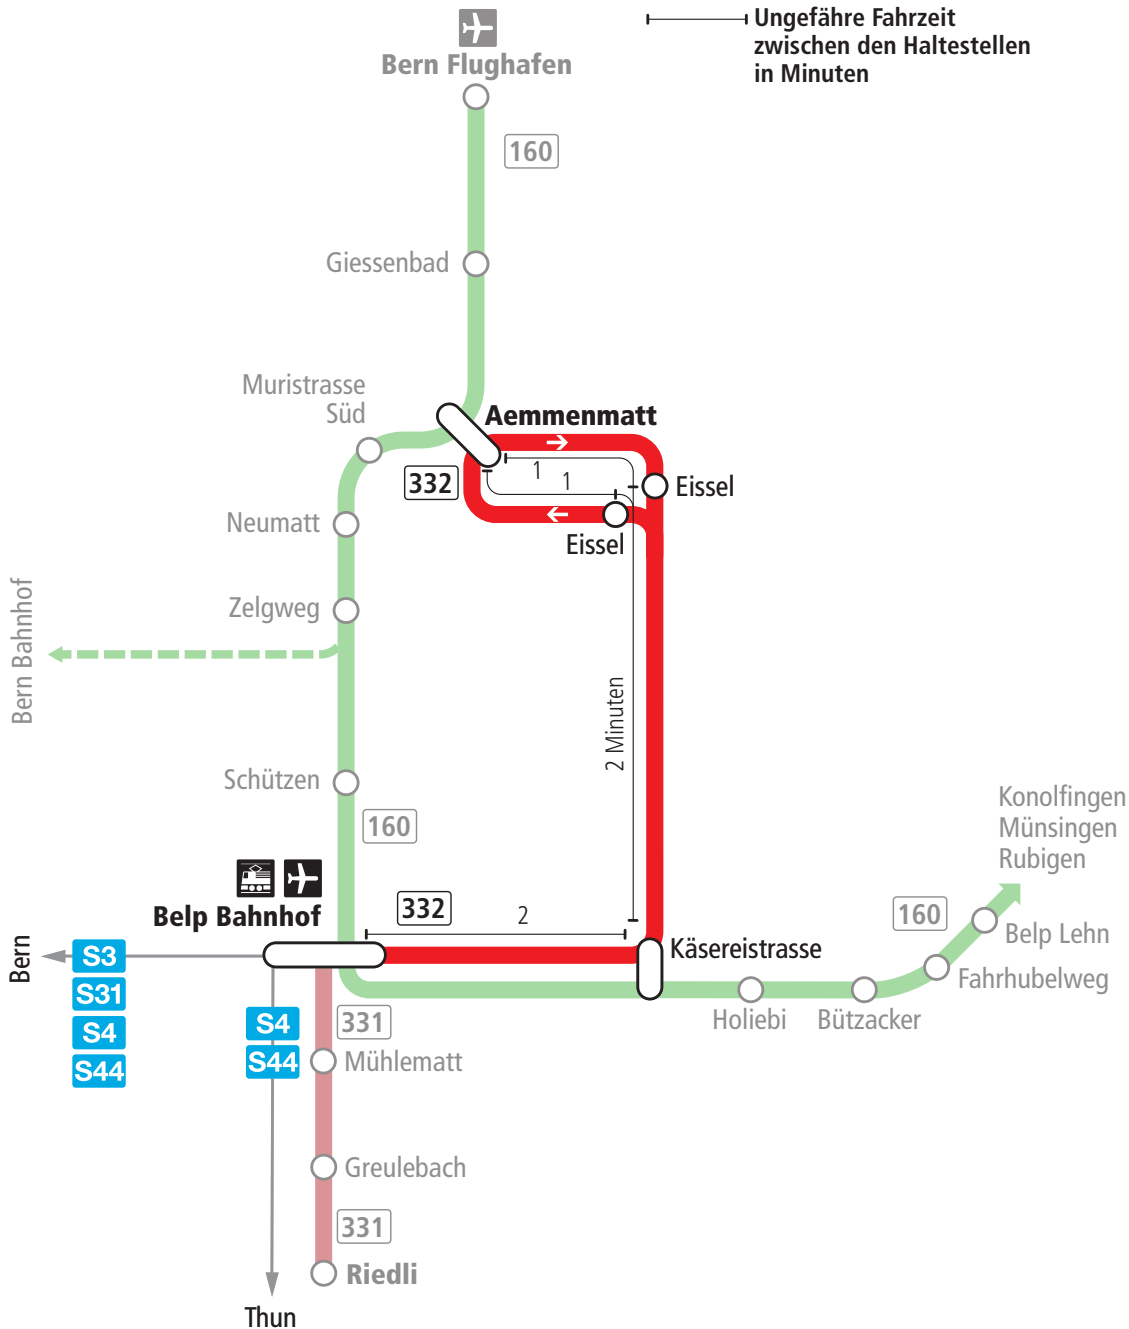 Ungefähre Fahrzeit
zwischen den Haltestellen
in Minuten
Bern Flughafen
160
Giessenbad
Muristrasse
Süd
Aemmenmatt
332
1
1
Eissel
Eissel
Neumatt
Zelgweg
Bern Bahnhof
2 Minuten
Schützen
160
Konolfingen
Münsingen
Rubigen
Belp Bahnhof
332
2
160
Belp Lehn
Käsereistrasse
Fahrhubelweg
Bern
S3
S31
S4
S44
S4
S44
331
Holiebi
Bützacker
Mühlematt
Greulebach
331
Riedli
Thun